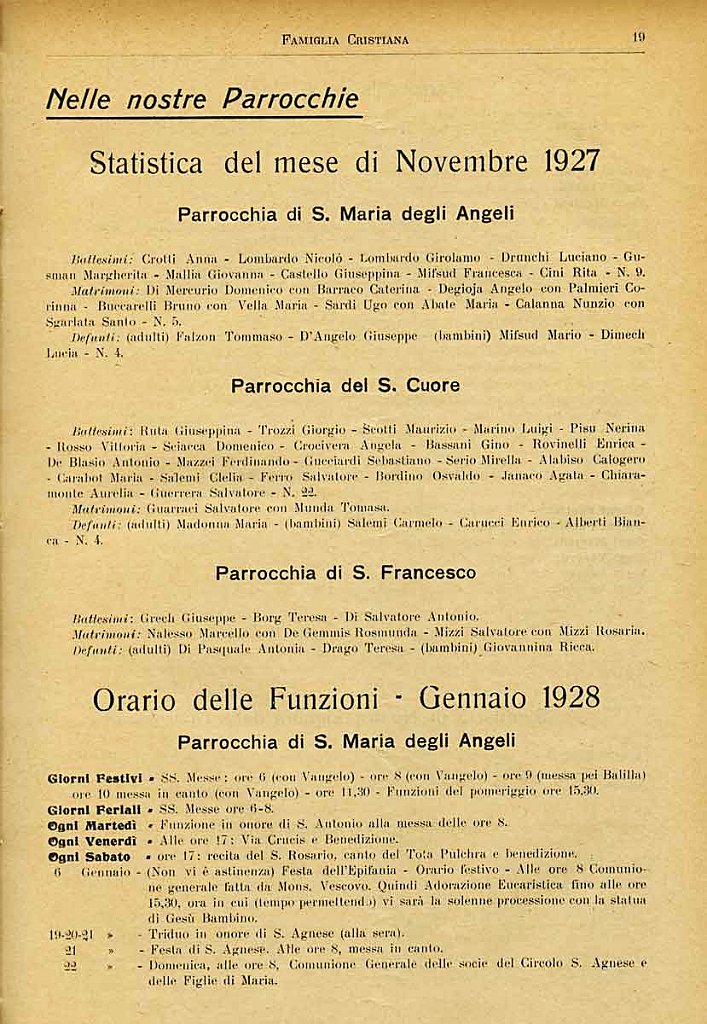 FAMIGLIA CRISTIANA 19
Nelle nostre Parrocchie
Statistica del mese di Novembre 1927
Parrocchia di S. Maria degli Angeli
Battesimi: Crotti Anna - Lombardo Nicolò - Lombardo Girolamo - Drunchi Luciano - Gu-
sman Margherita - Mallia Giovanna - Castello Giuseppina - Mifsud Francesca - Cini Rita - N. 9.
Matrimoni: Di Mercurio Domenico con Barraco Caterina - Degioja Angelo con Palmieri Co-
rinna - Buccarelli Bruno con Vella Maria - Sardi Ugo con Abate Maria - Calanna Nunzio con
Sgarlata Santo - N. 5.
Defunti: (adulti) Falzon Tommaso - D'Angelo Giuseppe (bambini) Mifsud Mario - Dimech
Lucia - N. 4.
Parrocchia del S. Cuore
Battesimi: Ruta Giuseppina - Trozzi Giorgio - Scotti Maurizio - Marino Luigi - Pisu Nerina
- Rosso Vittoria - Sciacca Domenico - Crocivera Angela - Bassani Gino - Rovinelli Enrica -
De Blasio Antonio - Mazzei Ferdinando - Gucciardi Sebastiano - Serio Mirella - Alabiso Calogero
- Carabot Maria - Salemi Clelia - Ferro Salvatore - Bordino Osvaldo - Janaco Agata - Chiara-
monte Aurelia - Guerrera Salvatore - N. 22.
Matrimoni: Guarraci Salvatore con Munda Tomasa.
Defunti: (adulti) Madonna Maria - (bambini) Salemi Carmelo - Carucci Enrico - Alberti Bian-
ca - N. 4.
Parrocchia di S. Francesco
Battesimi: Grech Giuseppe - Borg Teresa - Di Salvatore Antonio.
Matrimoni: Nalesso Marcello con De Gemmis Rosmunda - Mizzi Salvatore con Mizzi Rosaria.
Defunti: (adulti) Di Pasquale Antonia - Drago Teresa - (bambini) Giovannina Ricca.
Orario delle Funzioni - Gennaio 1928
Parrocchia di S. Maria degli Angeli
Giorni Festivi - SS. Messe: ore 6 (con Vangelo) - ore 8 (con Vangelo) - ore 9 (messa pei Balilla)
ore 10 messa in canto (con Vangelo) - ore 11,30 - Funzioni del pomeriggio ore 15,30.
Giorni Feriali - SS. Messe ore 6-8.
Ogni Martedì - Funzione in onore di S. Antonio alla messa delle ore 8.
Ogni Venerdì - Alle ore 17: Via Crucis e Benedizione.
Ogni Sabato - ore 17: recita del S. Rosario, canto del Tota Pulchra e benedizione.
6 Gennaio - (Non vi è astinenza) Festa dell'Epifania - Orario festivo - Alle ore 8 Comunio-
ne generale fatta da Mons. Vescovo. Quindi Adorazione Eucaristica fino alle ore
15,30, ora in cui (tempo permettendo) vi sarà la solenne processione con la statua
di Gesù Bambino.
19-20-21 » - Triduo in onore di S. Agnese (alla sera).
21 » - Festa di S. Agnese. Alle ore 8, messa in canto.
22 » - Domenica, alle ore 8, Comunione Generale delle socie del Circolo S. Agnese e
delle Figlie di Maria.